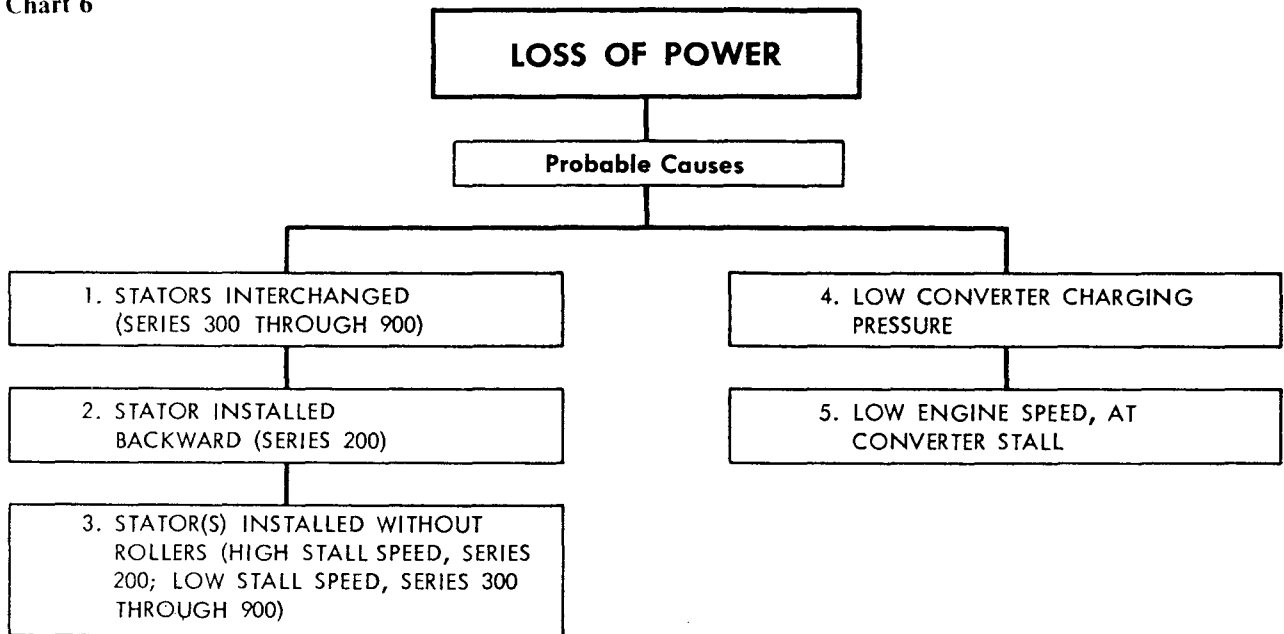 Chart 6
LOSS OF POWER
Probable Causes
1. STATORS INTERCHANGED
(SERIES 300 THROUGH 900)
2. STATOR INSTALLED
BACKWARD (SERIES 200)
3. STATOR(S) INSTALLED WITHOUT
ROLLERS (HIGH STALL SPEED, SERIES
200; LOW STALL SPEED, SERIES 300
THROUGH 900)
4. LOW CONVERTER CHARGING
PRESSURE
5. LOW ENGINE SPEED, AT
CONVERTER STALL